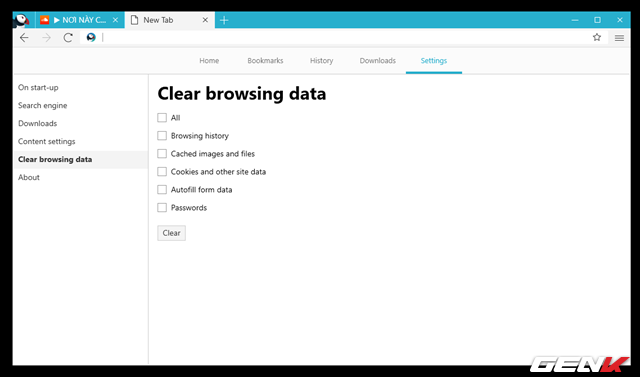 ▶ NƠI NÀY C...
New Tab
Home
Bookmarks
History
Downloads
Settings
On start-up
Search engine
Downloads
Content settings
Clear browsing data
About
Clear browsing data
All
Browsing history
Cached images and files
Cookies and other site data
Autofill form data
Passwords
Clear
GENK